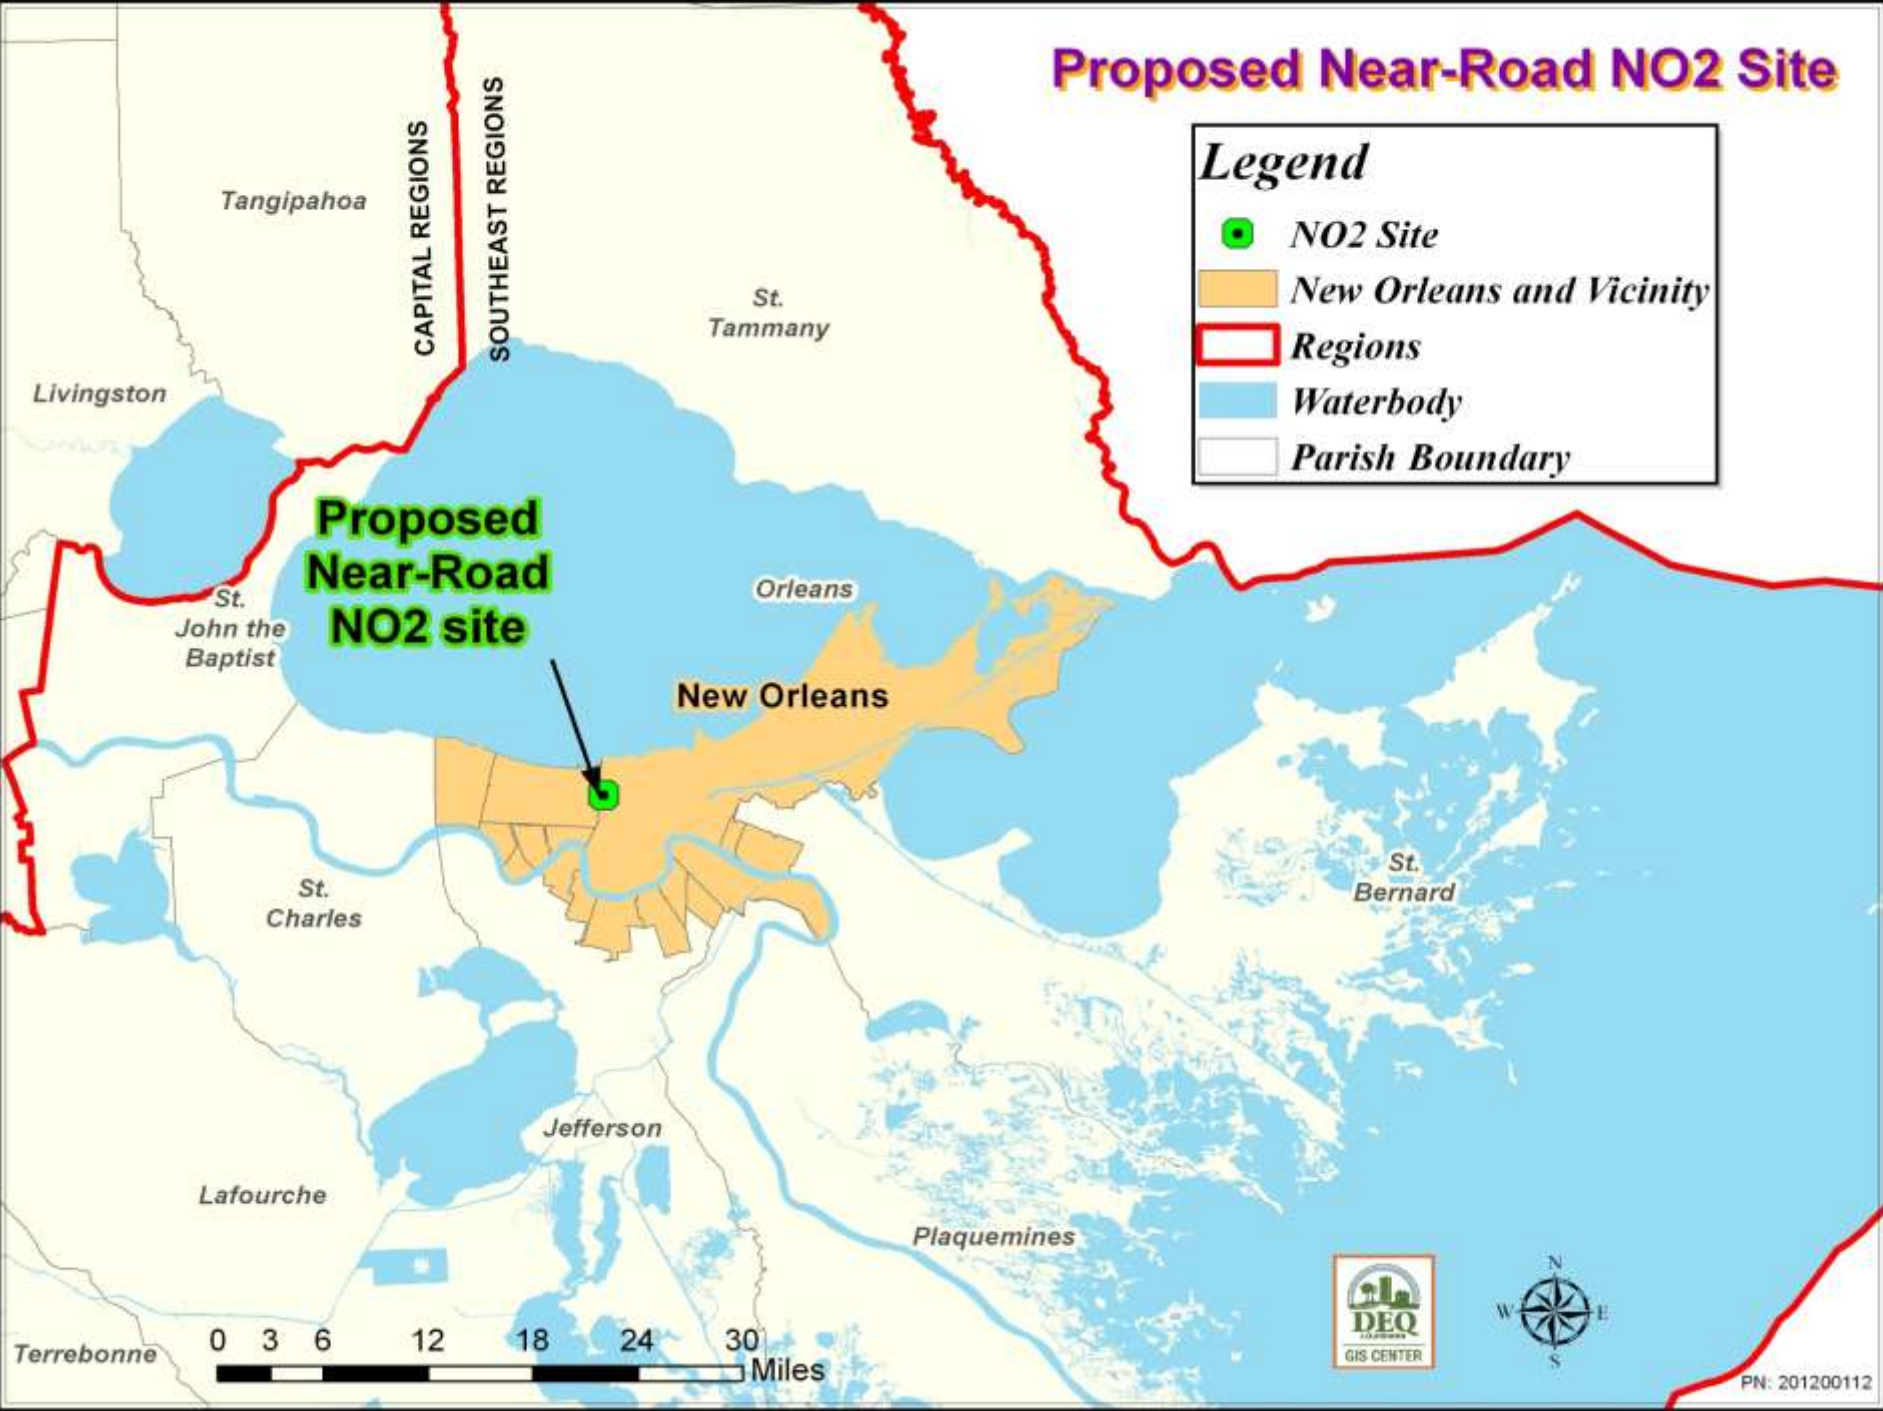 Proposed Near-Road NO2 Site
Legend
NO2 Site
New Orleans and Vicinity
Regions
Waterbody
Parish Boundary
CAPITAL REGIONS
SOUTHEAST REGIONS
Tangipahoa
St.
Tammany
Livingston
Proposed
Near-Road
NO2 site
St.
John the
Baptist
Orleans
New Orleans
St.
Charles
St.
Bernard
Jefferson
Lafourche
Plaquemines
Terrebonne
0 3 6 12 18 24 30
Miles
DEQ
LOUISIANA
GIS CENTER
N
W E
S
PN: 201200112